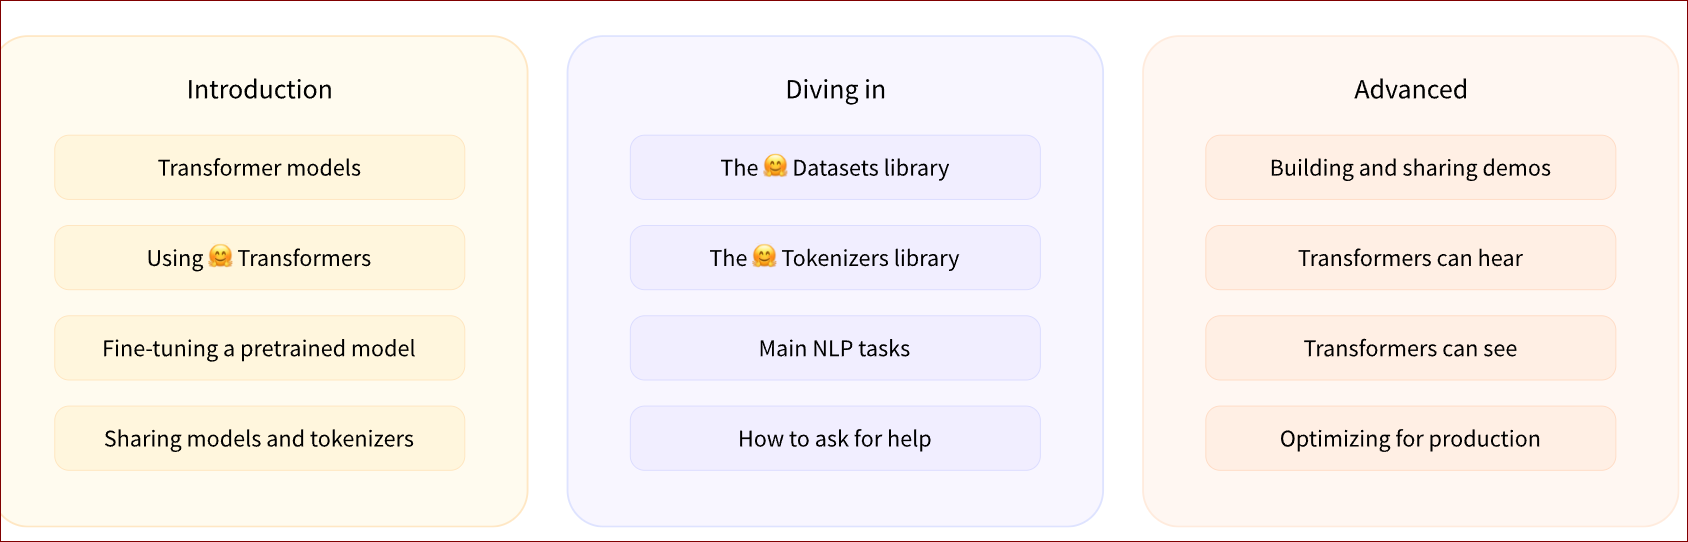 Introduction
Transformer models
Using 🤗 Transformers
Fine-tuning a pretrained model
Sharing models and tokenizers
Diving in
The 🤗 Datasets library
The 🤗 Tokenizers library
Main NLP tasks
How to ask for help
Advanced
Building and sharing demos
Transformers can hear
Transformers can see
Optimizing for production